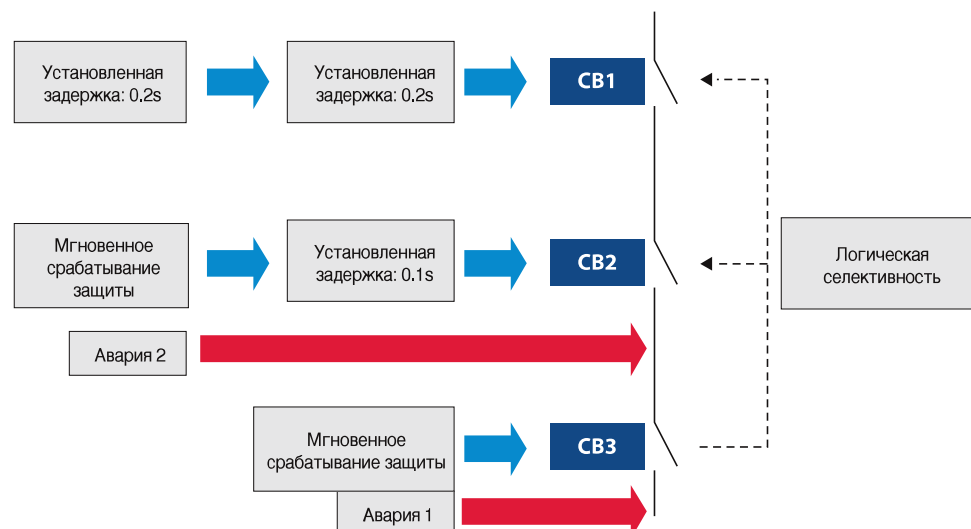 Установленная
задержка: 0.2s
Установленная
задержка: 0.2s
CB1
Мгновенное
срабатывание
защиты
Установленная
задержка: 0.1s
CB2
Логическая
селективность
Авария 2
Мгновенное
срабатывание защиты
CB3
Авария 1